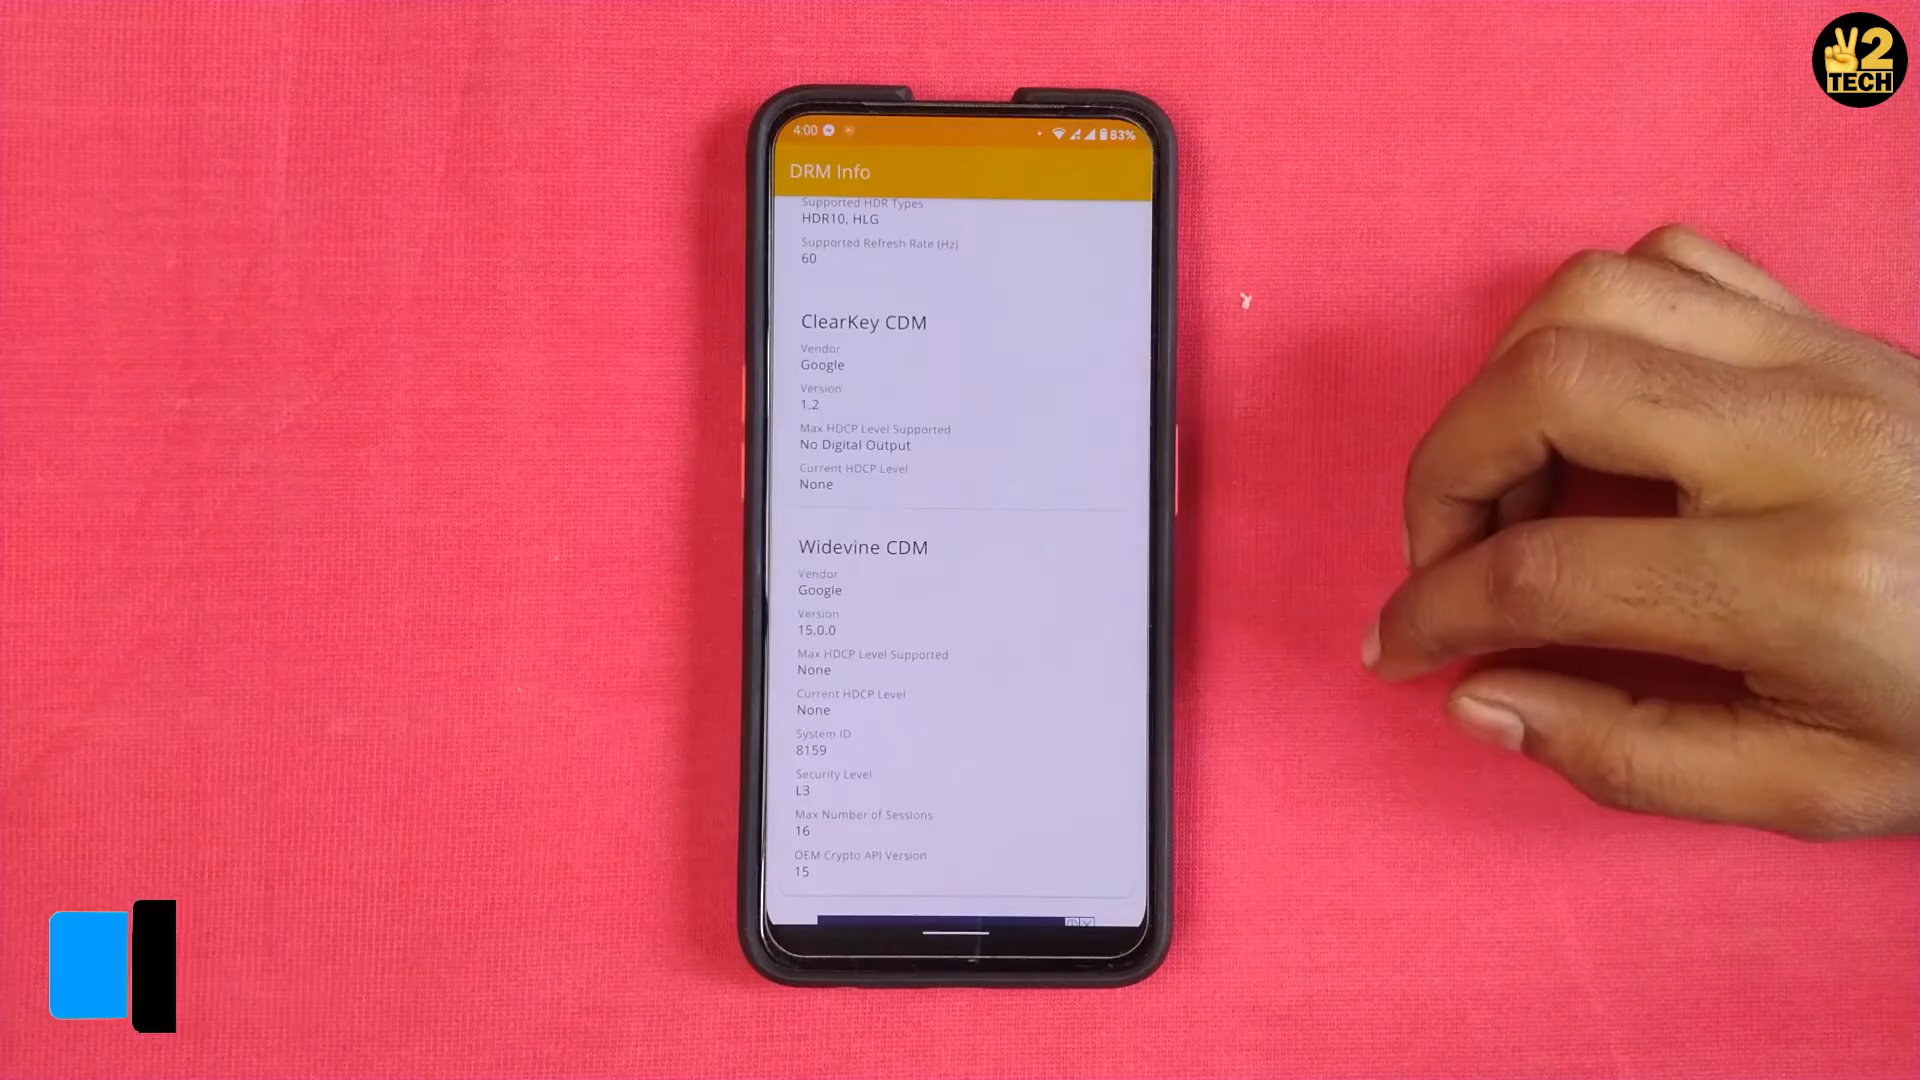 2
TECH
4:00
83%
DRM Info
Supported HDR Types
HDR10, HLG
Supported Refresh Rate (Hz)
60
ClearKey CDM
Vendor
Google
Version
1.2
Max HDCP Level Supported
No Digital Output
Current HDCP Level
None
Widevine CDM
Vendor
Google
Version
15.0.0
Max HDCP Level Supported
None
Current HDCP Level
None
System ID
8159
Security Level
L3
Max Number of Sessions
16
OEM Crypto API Version
15